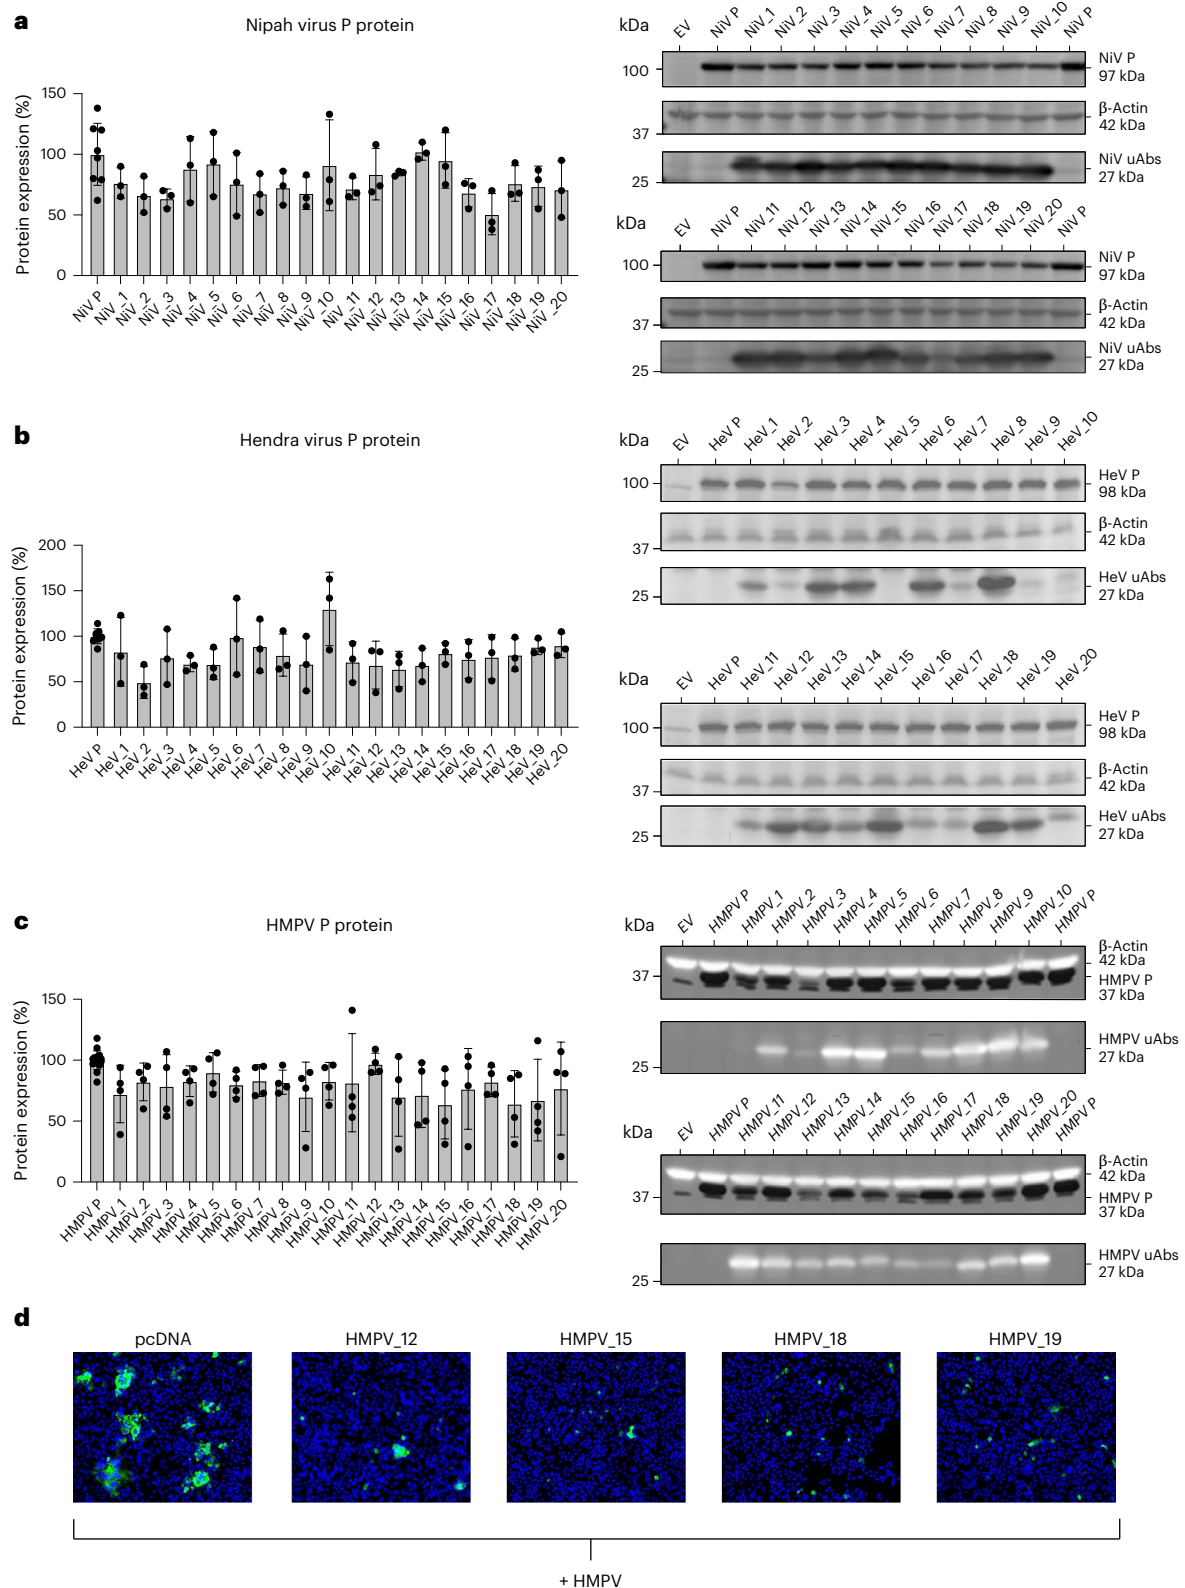 a
Nipah virus P protein
Protein expression (%)
150
100
50
0
NiV P
NiV_1
NiV_2
NiV_3
NiV_4
NiV_5
NiV_6
NiV_7
NiV_8
NiV_9
NiV_10
NiV_11
NiV_12
NiV_13
NiV_14
NiV_15
NiV_16
NiV_17
NiV_18
NiV_19
NiV_20
kDa
EV
NiV P
NiV_1
NiV_2
NiV_3
NiV_4
NiV_5
NiV_6
NiV_7
NiV_8
NiV_9
NiV_10
NiV P
100
NiV P
97 kDa
β-Actin
42 kDa
37
NiV uAbs
27 kDa
25
kDa
EV
NiV P
NiV_11
NiV_12
NiV_13
NiV_14
NiV_15
NiV_16
NiV_17
NiV_18
NiV_19
NiV_20
NiV P
100
NiV P
97 kDa
β-Actin
42 kDa
37
NiV uAbs
27 kDa
25
b
Hendra virus P protein
Protein expression (%)
200
150
100
50
0
HeV P
HeV_1
HeV_2
HeV_3
HeV_4
HeV_5
HeV_6
HeV_7
HeV_8
HeV_9
HeV_10
HeV_11
HeV_12
HeV_13
HeV_14
HeV_15
HeV_16
HeV_17
HeV_18
HeV_19
HeV_20
kDa
EV
HeV P
HeV_1
HeV_2
HeV_3
HeV_4
HeV_5
HeV_6
HeV_7
HeV_8
HeV_9
HeV_10
100
HeV P
98 kDa
β-Actin
42 kDa
37
HeV uAbs
27 kDa
25
kDa
EV
HeV P
HeV_11
HeV_12
HeV_13
HeV_14
HeV_15
HeV_16
HeV_17
HeV_18
HeV_19
HeV_20
100
HeV P
98 kDa
β-Actin
42 kDa
37
HeV uAbs
27 kDa
25
c
HMPV P protein
Protein expression (%)
150
100
50
0
HMPV P
HMPV_1
HMPV_2
HMPV_3
HMPV_4
HMPV_5
HMPV_6
HMPV_7
HMPV_8
HMPV_9
HMPV_10
HMPV_11
HMPV_12
HMPV_13
HMPV_14
HMPV_15
HMPV_16
HMPV_17
HMPV_18
HMPV_19
HMPV_20
kDa
EV
HMPV P
HMPV_1
HMPV_2
HMPV_3
HMPV_4
HMPV_5
HMPV_6
HMPV_7
HMPV_8
HMPV_9
HMPV_10
HMPV P
β-Actin
42 kDa
37
HMPV P
37 kDa
HMPV uAbs
27 kDa
25
kDa
EV
HMPV P
HMPV_11
HMPV_12
HMPV_13
HMPV_14
HMPV_15
HMPV_16
HMPV_17
HMPV_18
HMPV_19
HMPV_20
HMPV P
β-Actin
42 kDa
37
HMPV P
37 kDa
HMPV uAbs
27 kDa
25
d
pcDNA
HMPV_12
HMPV_15
HMPV_18
HMPV_19
+ HMPV